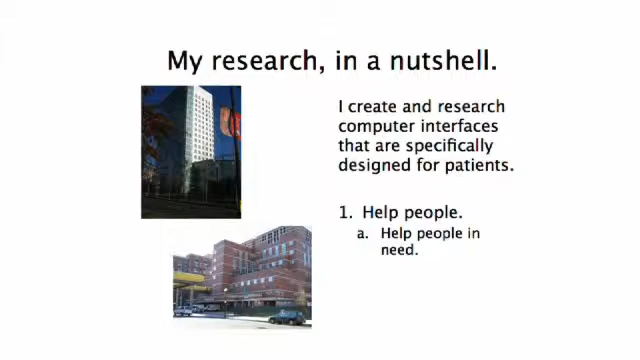 My research, in a nutshell.
I create and research
computer interfaces
that are specifically
designed for patients.
1. Help people.
a. Help people in
need.